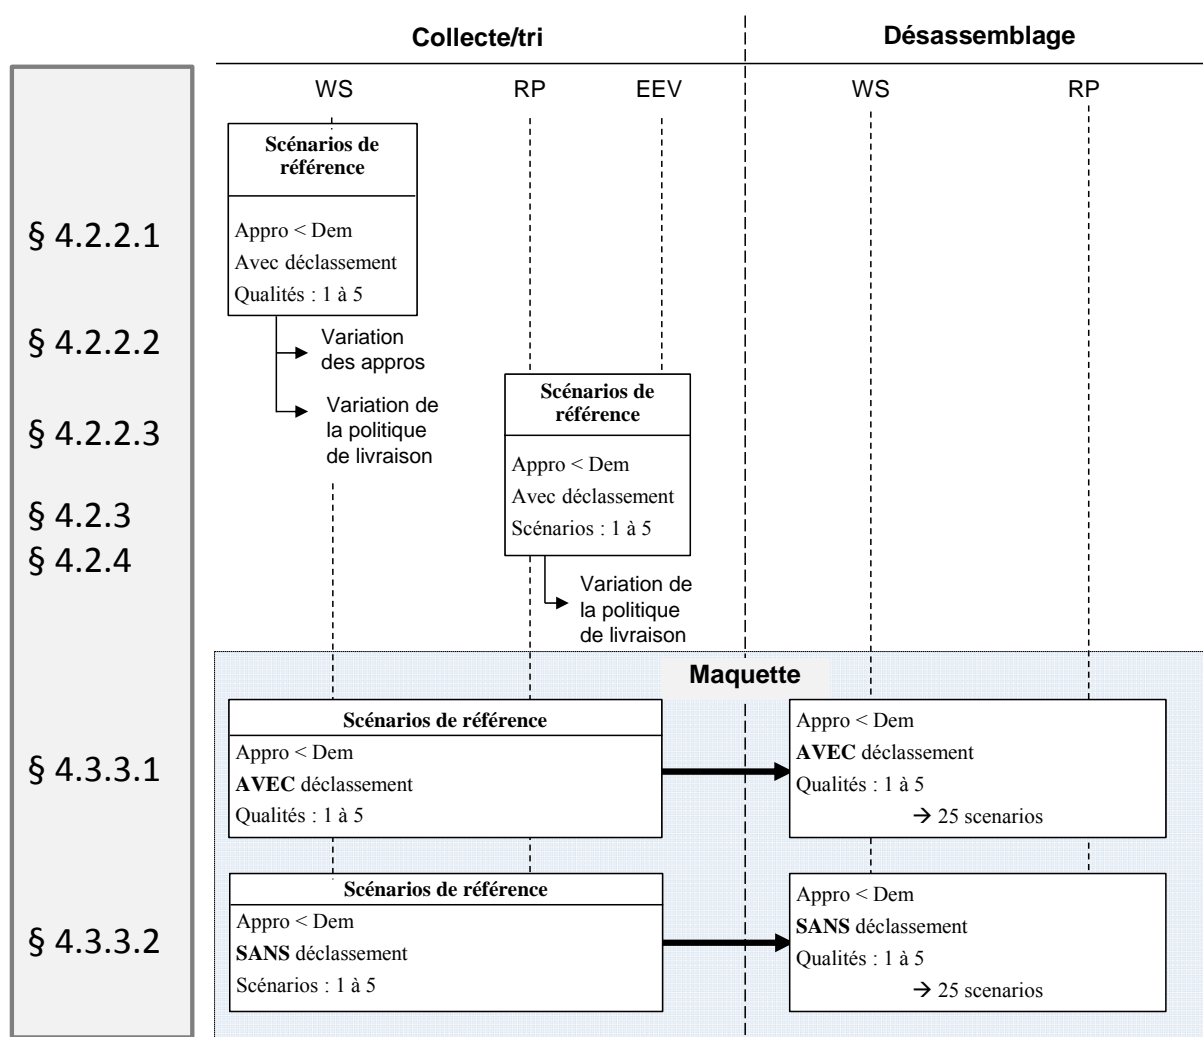 Collecte/tri
Désassemblage
WS
RP
EEV
WS
RP
§ 4.2.2.1
§ 4.2.2.2
§ 4.2.2.3
§ 4.2.3
§ 4.2.4
§ 4.3.3.1
§ 4.3.3.2
Scénarios de
référence
Appro < Dem
Avec déclassement
Qualités : 1 à 5
Variation
des appros
Variation de
la politique
de livraison
Scénarios de
référence
Appro < Dem
Avec déclassement
Scénarios : 1 à 5
Variation de
la politique
de livraison
Maquette
Scénarios de référence
Appro < Dem
AVEC déclassement
Qualités : 1 à 5
Appro < Dem
AVEC déclassement
Qualités : 1 à 5
→ 25 scenarios
Scénarios de référence
Appro < Dem
SANS déclassement
Scénarios : 1 à 5
Appro < Dem
SANS déclassement
Qualités : 1 à 5
→ 25 scenarios